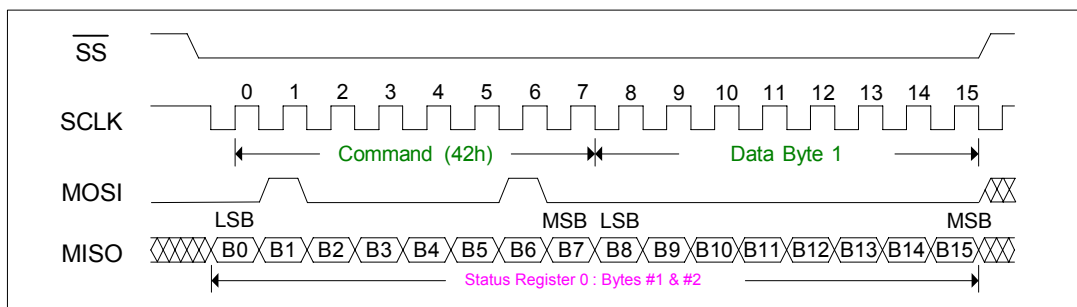 SS
0 1 2 3 4 5 6 7 8 9 10 11 12 13 14 15
SCLK
Command (42h) Data Byte 1
MOSI
LSB MSB LSB MSB
MISO B0 B1 B2 B3 B4 B5 B6 B7 B8 B9 B10 B11 B12 B13 B14 B15
Status Register 0 : Bytes #1 & #2